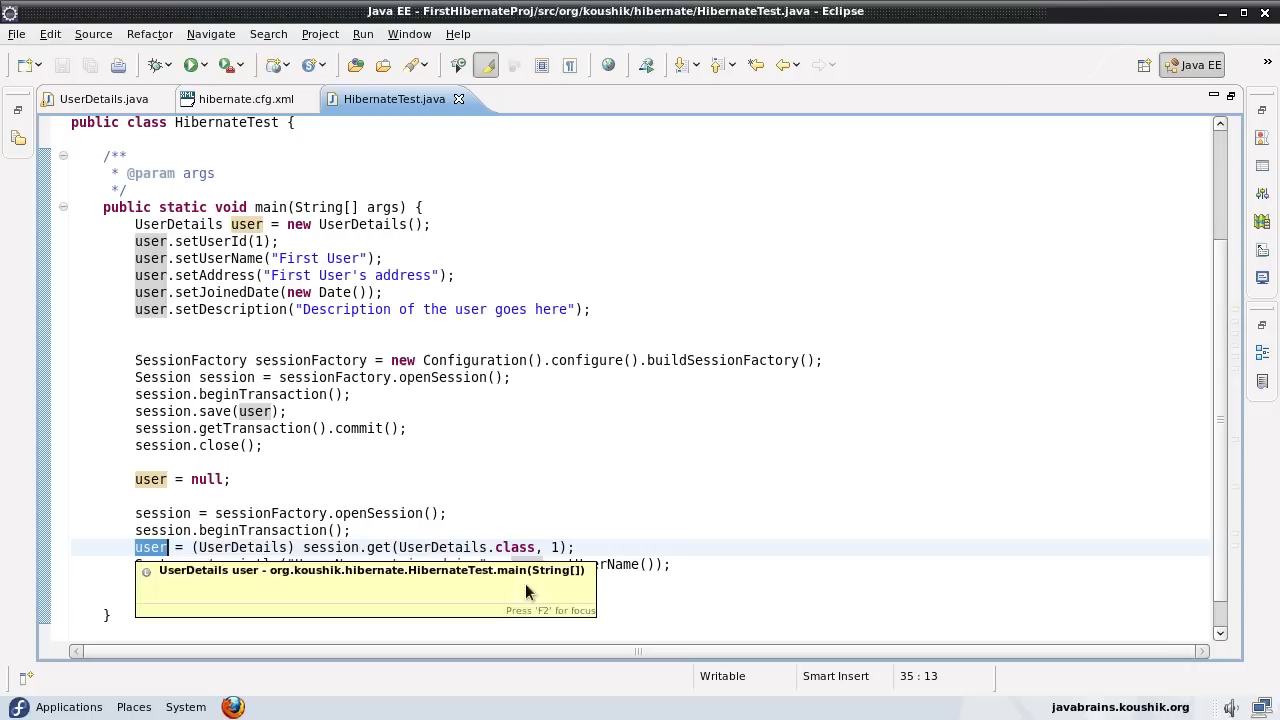 Java EE - FirstHibernateProj/src/org/koushik/hibernate/HibernateTest.java - Eclipse
File Edit Source Refactor Navigate Search Project Run Window Help
Java EE
UserDetails.java hibernate.cfg.xml HibernateTest.java
public class HibernateTest {
/**
* @param args
*/
public static void main(String[] args) {
UserDetails user = new UserDetails();
user.setUserId(1);
user.setUserName("First User");
user.setAddress("First User's address");
user.setJoinedDate(new Date());
user.setDescription("Description of the user goes here");
SessionFactory sessionFactory = new Configuration().configure().buildSessionFactory();
Session session = sessionFactory.openSession();
session.beginTransaction();
session.save(user);
session.getTransaction().commit();
session.close();
user = null;
session = sessionFactory.openSession();
session.beginTransaction();
user = (UserDetails) session.get(UserDetails.class, 1);
rName());
UserDetails user - org.koushik.hibernate.HibernateTest.main(String[])
Press 'F2' for focus
}
Writable Smart Insert 35 : 13
Applications Places System javabrains.koushik.org